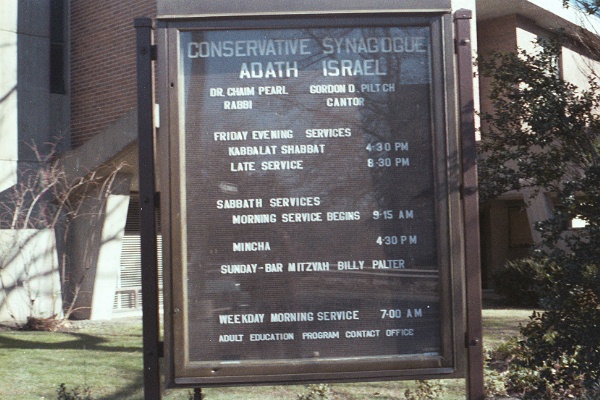 CONSERVATIVE SYNAGOGUE
ADATH ISRAEL
DR. CHAIM PEARL GORDON D. PILTCH
RABBI CANTOR
FRIDAY EVENING SERVICES
KABBALAT SHABBAT 4:30 PM
LATE SERVICE 8:30 PM
SABBATH SERVICES
MORNING SERVICE BEGINS 9:15 AM
MINCHA 4:30 PM
SUNDAY-BAR MITZVAH BILLY PALTER
WEEKDAY MORNING SERVICE 7:00 AM
ADULT EDUCATION PROGRAM CONTACT OFFICE